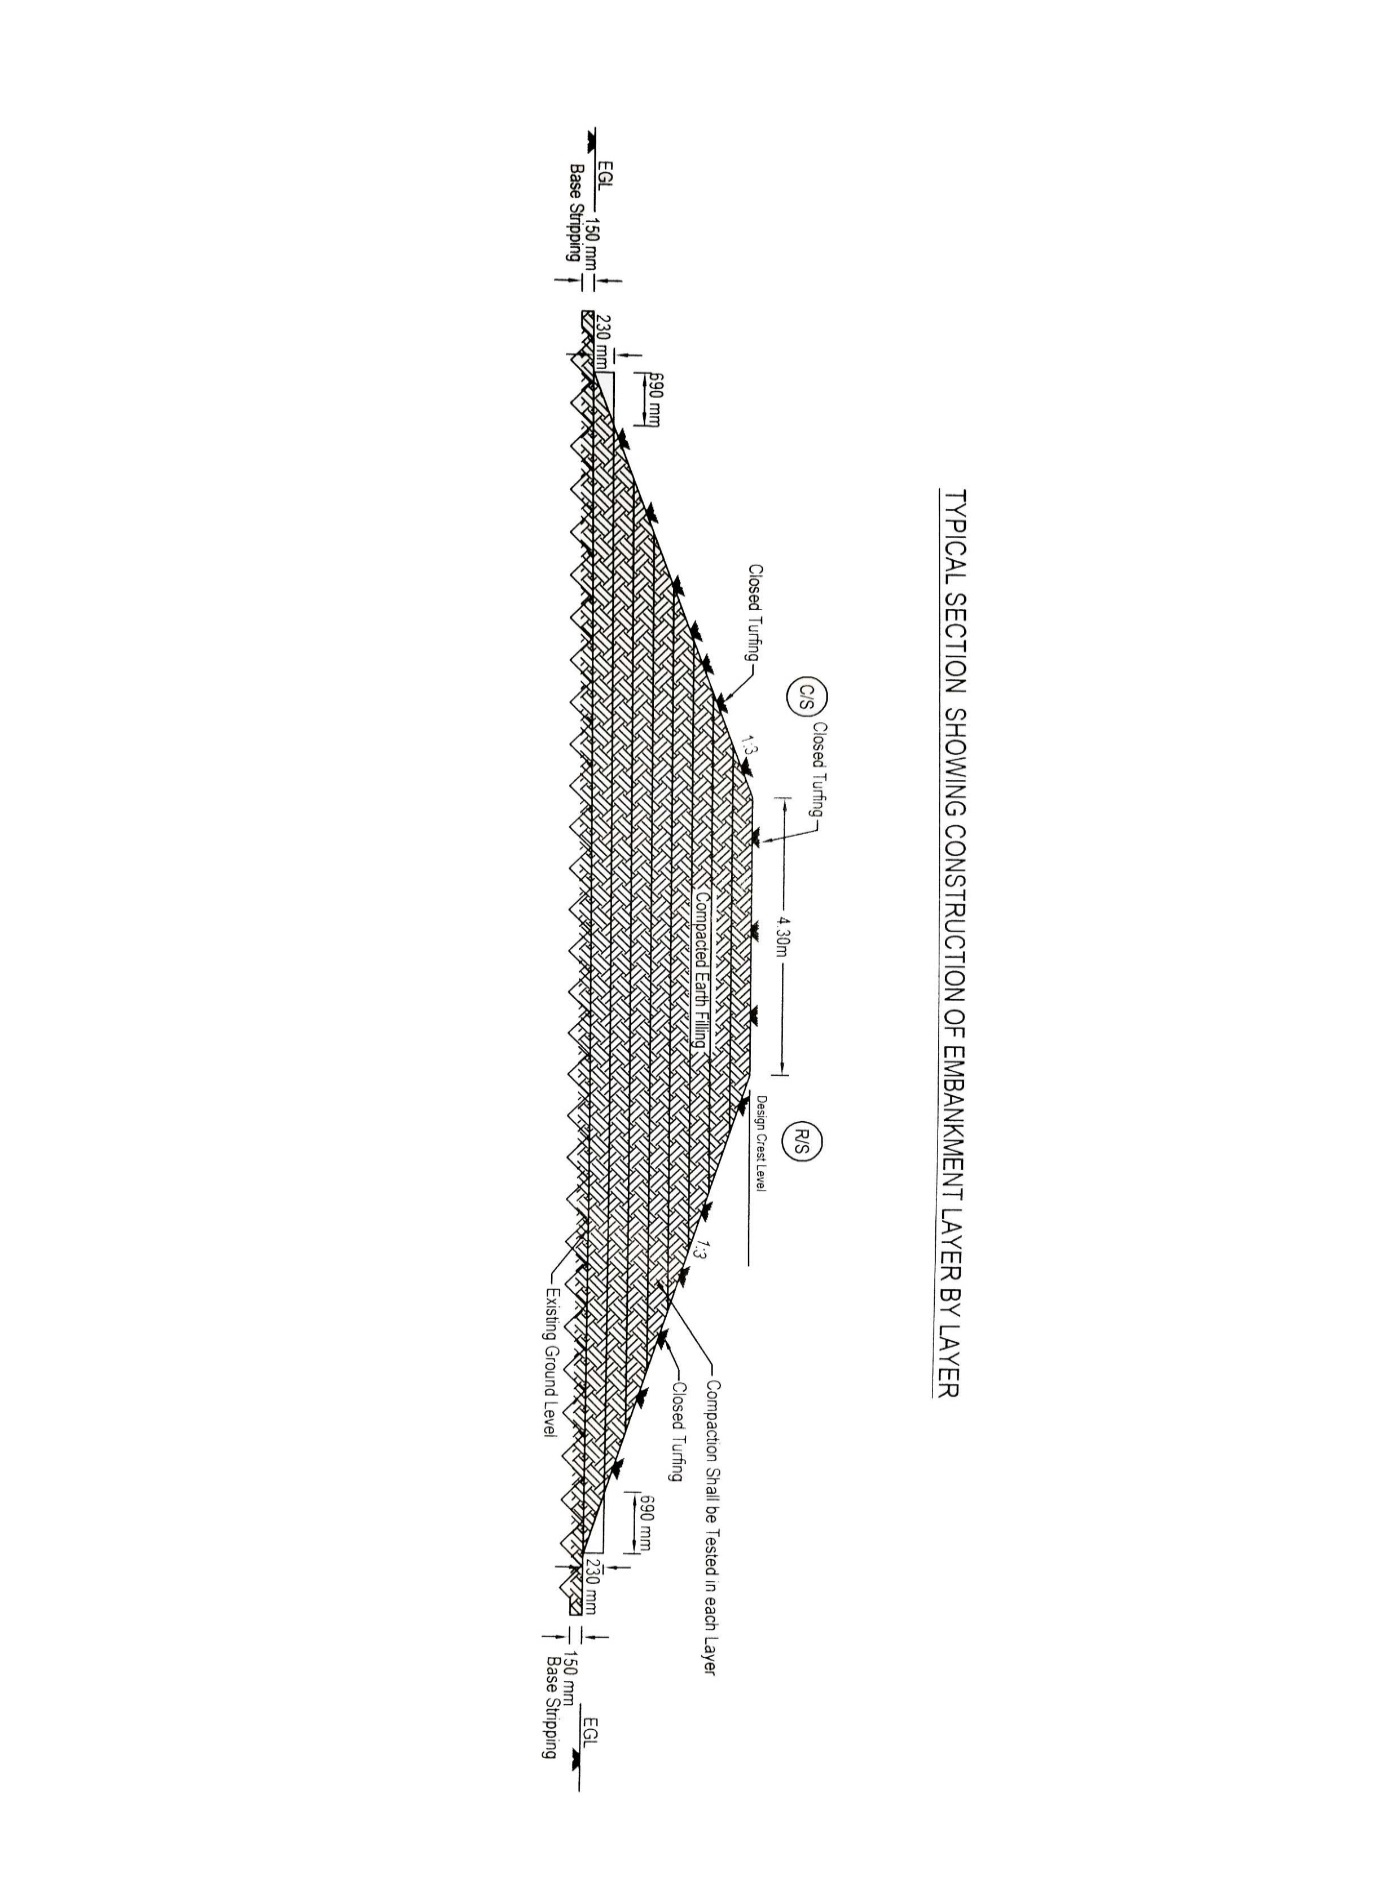 TYPICAL SECTION SHOWING CONSTRUCTION OF EMBANKMENT LAYER BY LAYER
C/S
R/S
Closed Turfing
4.30m
Closed Turfing
Design Crest Level
1:3
1:3
Compacted Earth Filling
Compaction Shall be Tested in each Layer
Closed Turfing
690 mm
690 mm
EGL
230 mm
230 mm
EGL
150 mm
Base Stripping
150 mm
Base Stripping
Existing Ground Level